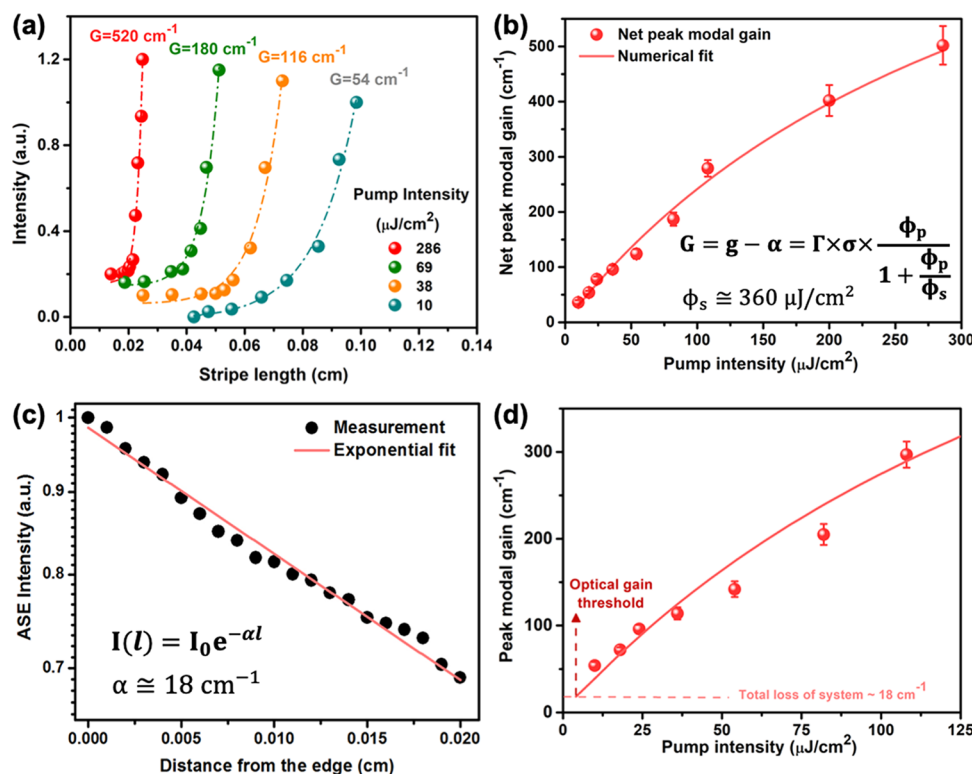 (a)
G=520 cm⁻¹
G=180 cm⁻¹
G=116 cm⁻¹
G=54 cm⁻¹
1.2
0.8
0.4
0.0
Intensity (a.u.)
Pump Intensity
(μJ/cm²)
286
69
38
10
0.00 0.02 0.04 0.06 0.08 0.10 0.12 0.14
Stripe length (cm)
(b)
Net peak modal gain
Numerical fit
500
400
300
200
100
0
Net peak modal gain (cm⁻¹)
G = g − α = Γ×σ× ϕp / (1 + ϕp/ϕs)
ϕs ≅ 360 μJ/cm²
0 50 100 150 200 250 300
Pump intensity (μJ/cm²)
(c)
Measurement
Exponential fit
1
0.9
0.8
0.7
ASE Intensity (a.u.)
I(l) = I₀e^−αl
α ≅ 18 cm⁻¹
0.000 0.005 0.010 0.015 0.020
Distance from the edge (cm)
(d)
300
200
100
0
Peak modal gain (cm⁻¹)
Optical gain
threshold
Total loss of system ~ 18 cm⁻¹
0 25 50 75 100 125
Pump intensity (μJ/cm²)